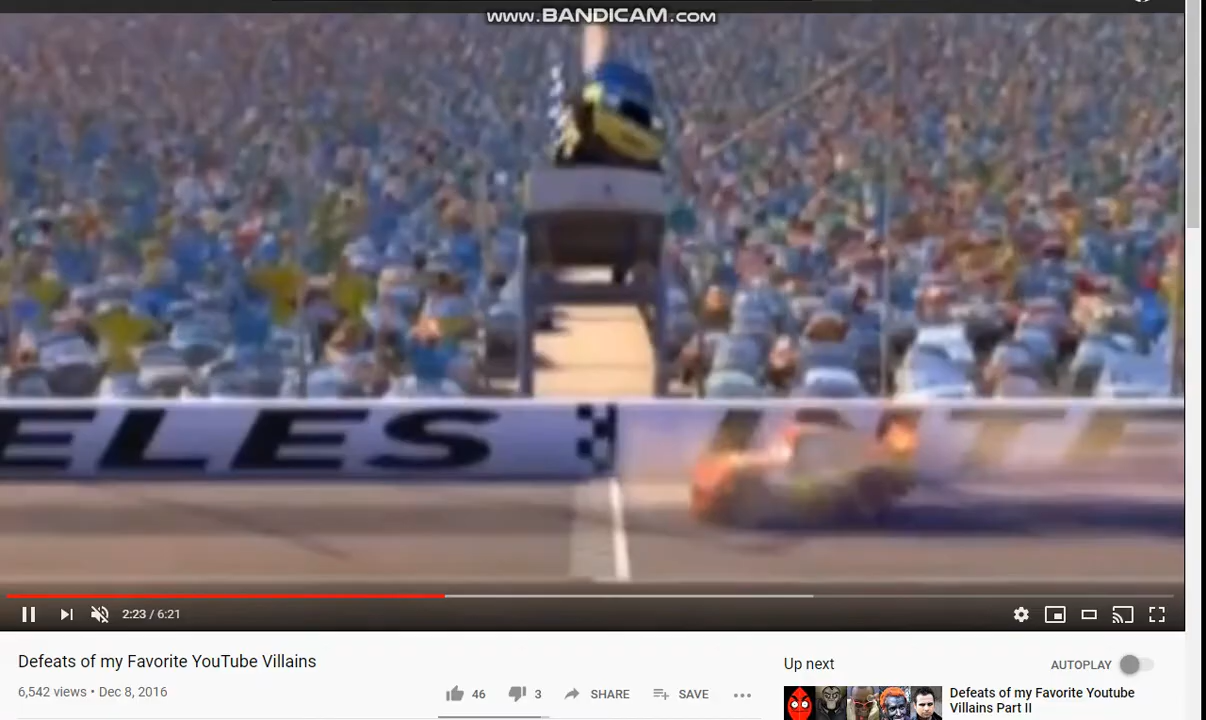 www.BANDICAM.com
ELES INTE
2:23 / 6:21
Defeats of my Favorite YouTube Villains
6,542 views • Dec 8, 2016
46 3 SHARE SAVE
Up next
AUTOPLAY
Defeats of my Favorite Youtube
Villains Part II